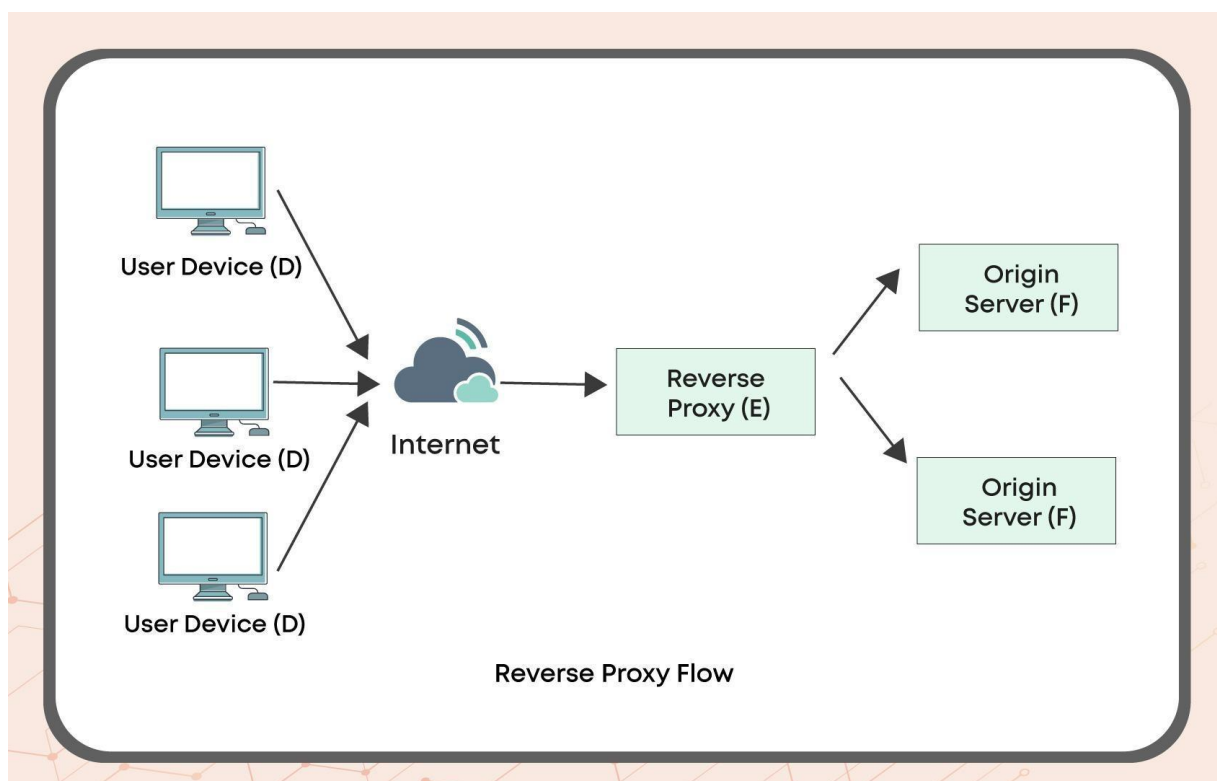 User Device (D)
User Device (D)
User Device (D)
Internet
Reverse
Proxy (E)
Origin
Server (F)
Origin
Server (F)
Reverse Proxy Flow